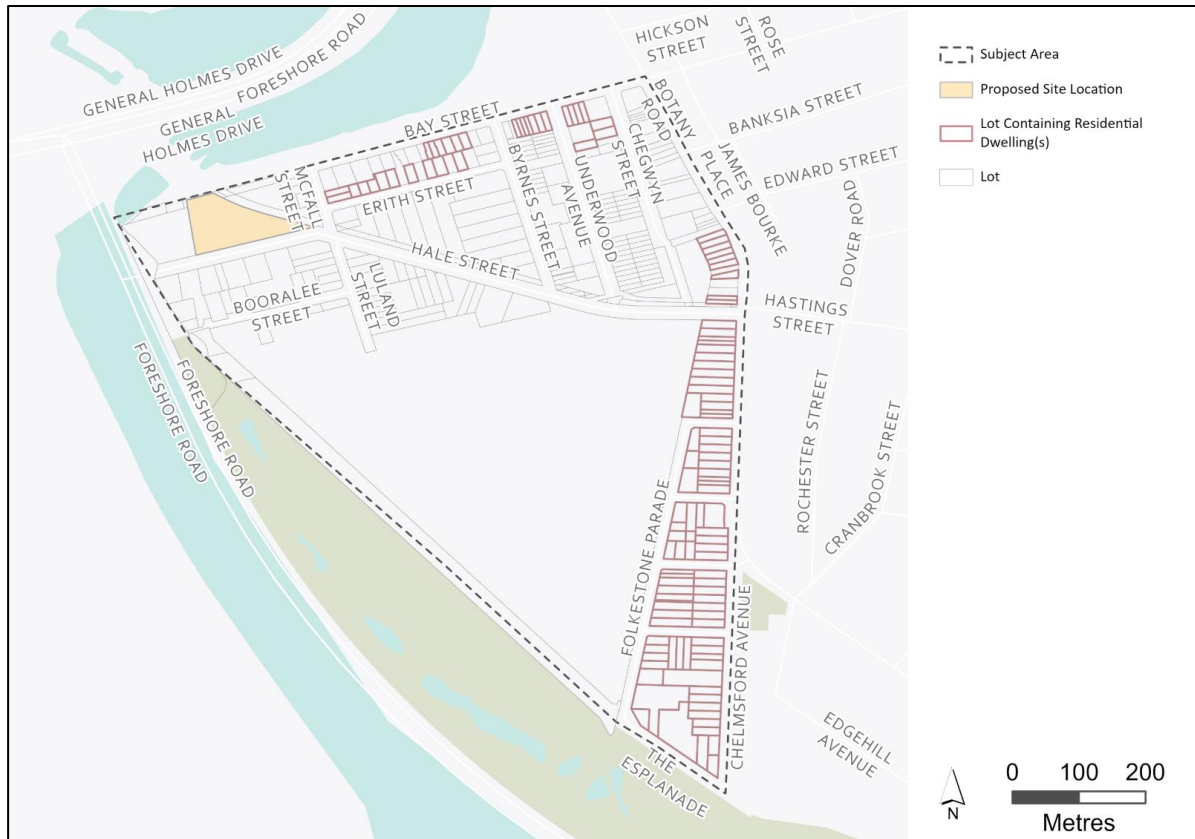 HICKSON
STREET
ROSE
STREET
GENERAL HOLMES DRIVE
GENERAL FORESHORE ROAD
HOLMES DRIVE
BOTANY
ROAD
BANKSIA STREET
BAY STREET
JAMES BOURKE
PLACE
EDWARD STREET
MCFALL
STREET
ERITH STREET
BYRNES STREET
UNDERWOOD
AVENUE
CHEGWYN
STREET
DOVER ROAD
HALE STREET
LULAND
STREET
BOORALEE
STREET
HASTINGS
STREET
FORESHORE ROAD
FORESHORE ROAD
ROCHESTER STREET
CRANBROOK STREET
FOLKESTONE PARADE
CHELMSFORD AVENUE
THE
ESPLANADE
EDGEHILL
AVENUE
Subject Area
Proposed Site Location
Lot Containing Residential
Dwelling(s)
Lot
N
0 100 200
Metres